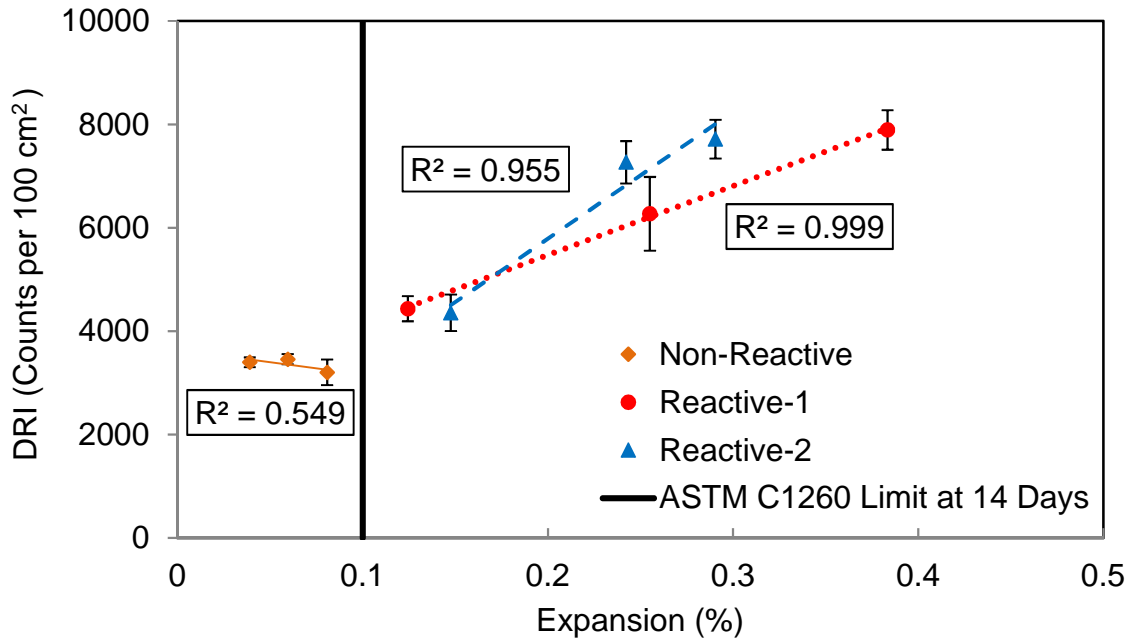 DRI (Counts per 100 cm²)
10000
8000
6000
4000
2000
0
R² = 0.955
R² = 0.999
R² = 0.549
Non-Reactive
Reactive-1
Reactive-2
ASTM C1260 Limit at 14 Days
0 0.1 0.2 0.3 0.4 0.5
Expansion (%)